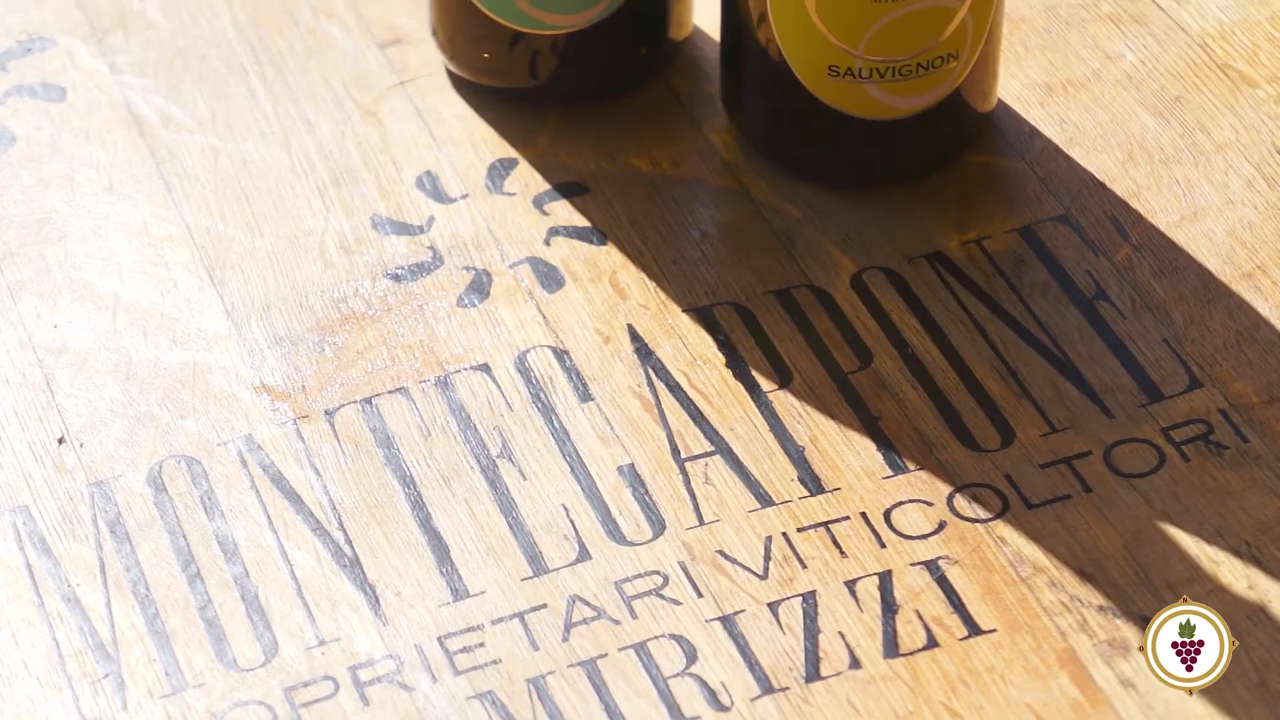 SAUVIGNON
MONTECAPPONE
OPRIETARI VITICOLTORI
MIRIZZI
N
O E
S